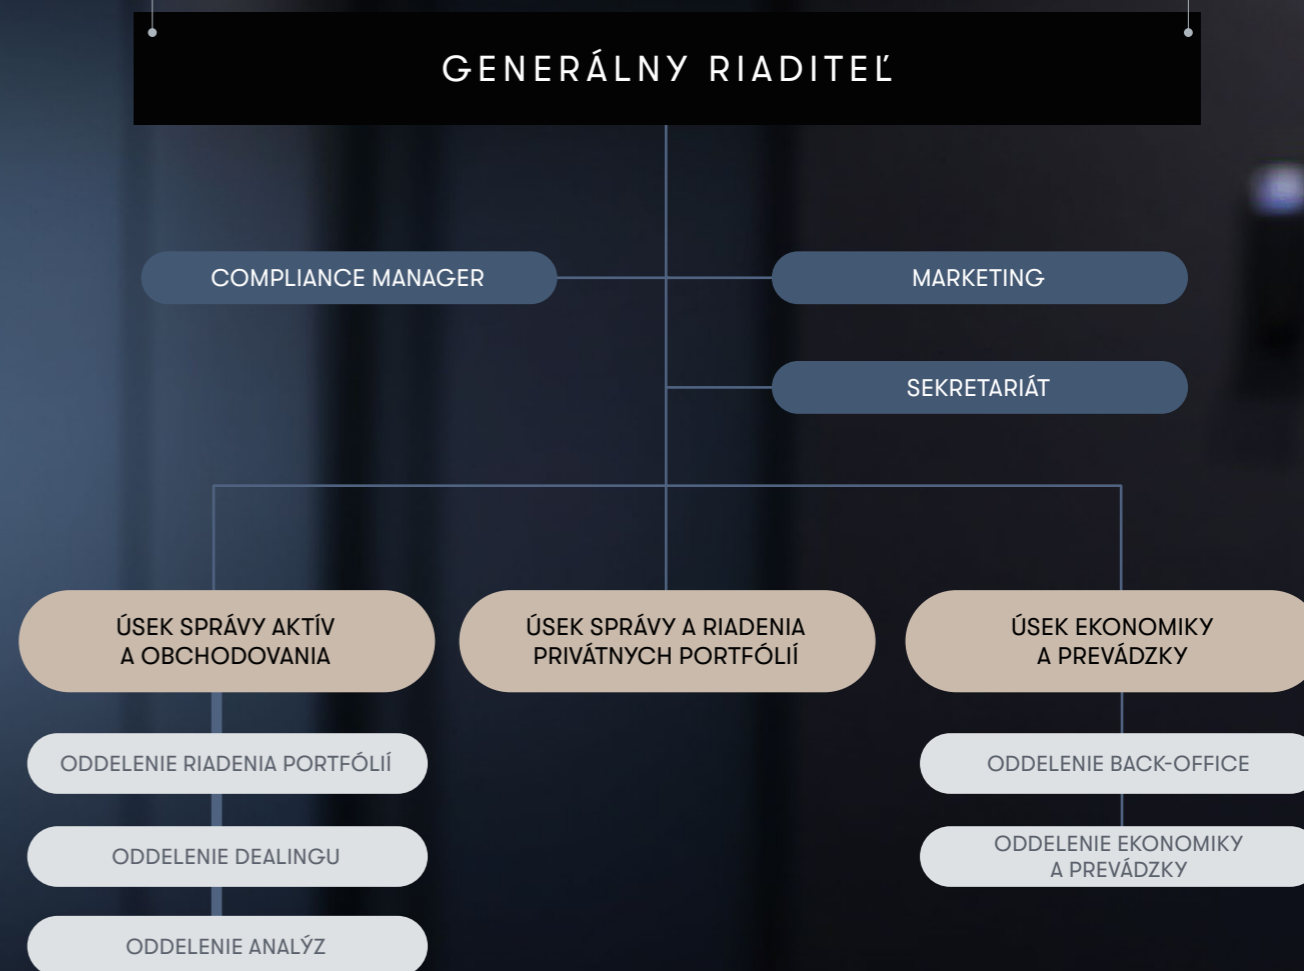 GENERÁLNY RIADITEĽ
COMPLIANCE MANAGER
MARKETING
SEKRETARIÁT
ÚSEK SPRÁVY AKTÍV
A OBCHODOVANIA
ÚSEK SPRÁVY A RIADENIA
PRIVÁTNYCH PORTFÓLIÍ
ÚSEK EKONOMIKY
A PREVÁDZKY
ODDELENIE RIADENIA PORTFÓLIÍ
ODDELENIE DEALINGU
ODDELENIE ANALÝZ
ODDELENIE BACK-OFFICE
ODDELENIE EKONOMIKY
A PREVÁDZKY